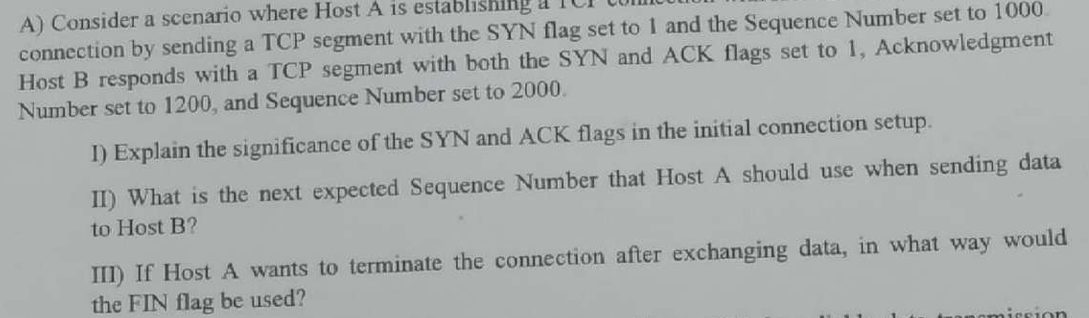 A) Consider a scenario where Host A is establishing a TCP
connection by sending a TCP segment with the SYN flag set to 1 and the Sequence Number set to 1000.
Host B responds with a TCP segment with both the SYN and ACK flags set to 1, Acknowledgment
Number set to 1200, and Sequence Number set to 2000.
I) Explain the significance of the SYN and ACK flags in the initial connection setup.
II) What is the next expected Sequence Number that Host A should use when sending data
to Host B?
III) If Host A wants to terminate the connection after exchanging data, in what way would
the FIN flag be used?